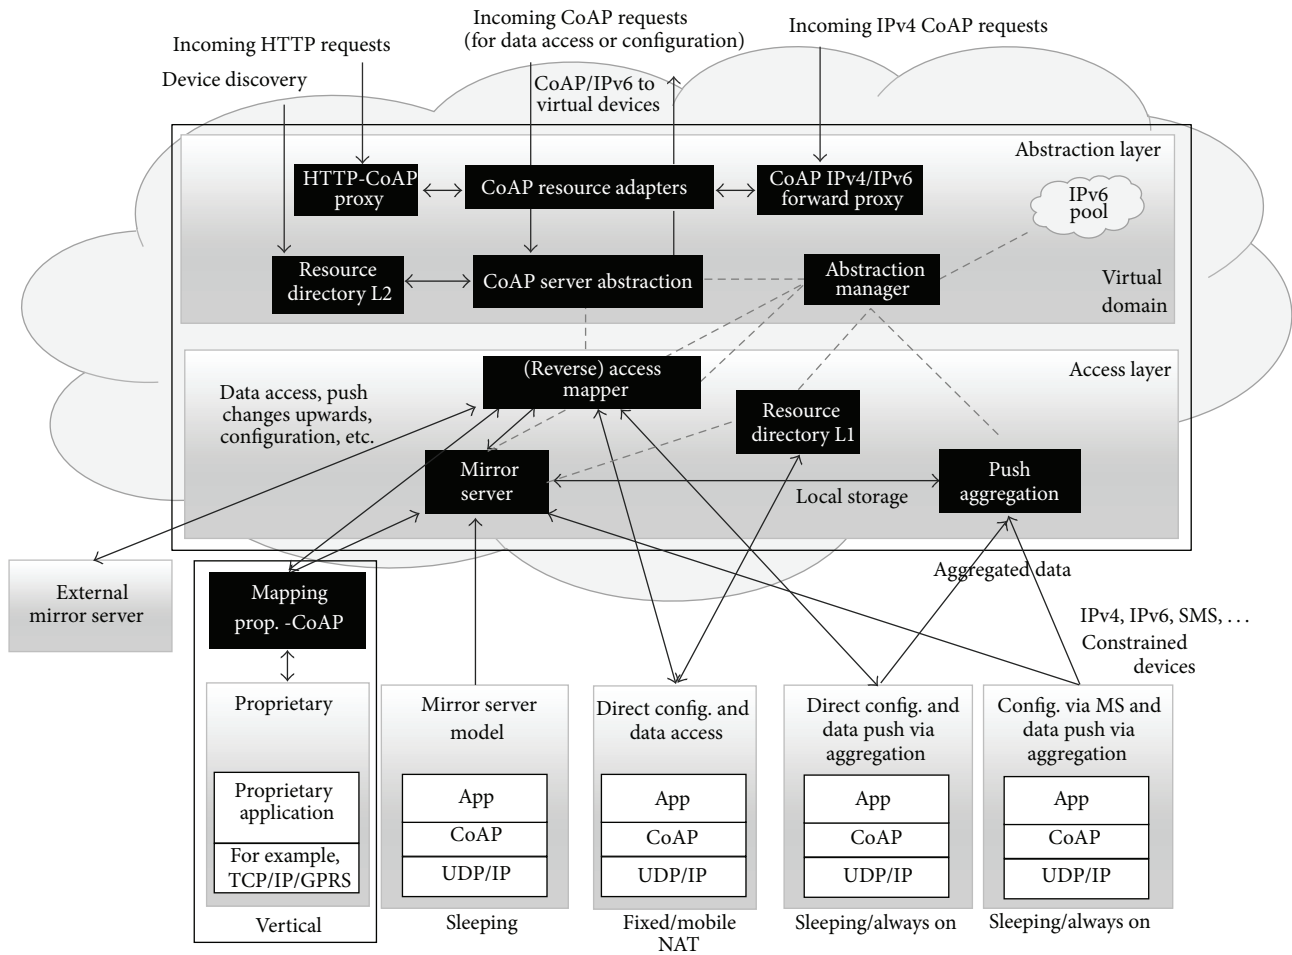 Incoming CoAP requests
(for data access or configuration)
Incoming IPv4 CoAP requests
Incoming HTTP requests
Device discovery
CoAP/IPv6 to
virtual devices
Abstraction layer
HTTP-CoAP
proxy
CoAP resource adapters
CoAP IPv4/IPv6
forward proxy
IPv6
pool
Resource
directory L2
CoAP server abstraction
Abstraction
manager
Virtual
domain
(Reverse) access
mapper
Access layer
Data access, push
changes upwards,
configuration, etc.
Resource
directory L1
Mirror
server
Local storage
Push
aggregation
External
mirror server
Mapping
prop. -CoAP
Aggregated data
IPv4, IPv6, SMS, . . .
Constrained
devices
Proprietary
Proprietary
application
For example,
TCP/IP/GPRS
Vertical
Mirror server
model
App
CoAP
UDP/IP
Sleeping
Direct config. and
data access
App
CoAP
UDP/IP
Fixed/mobile
NAT
Direct config. and
data push via
aggregation
App
CoAP
UDP/IP
Sleeping/always on
Config. via MS and
data push via
aggregation
App
CoAP
UDP/IP
Sleeping/always on